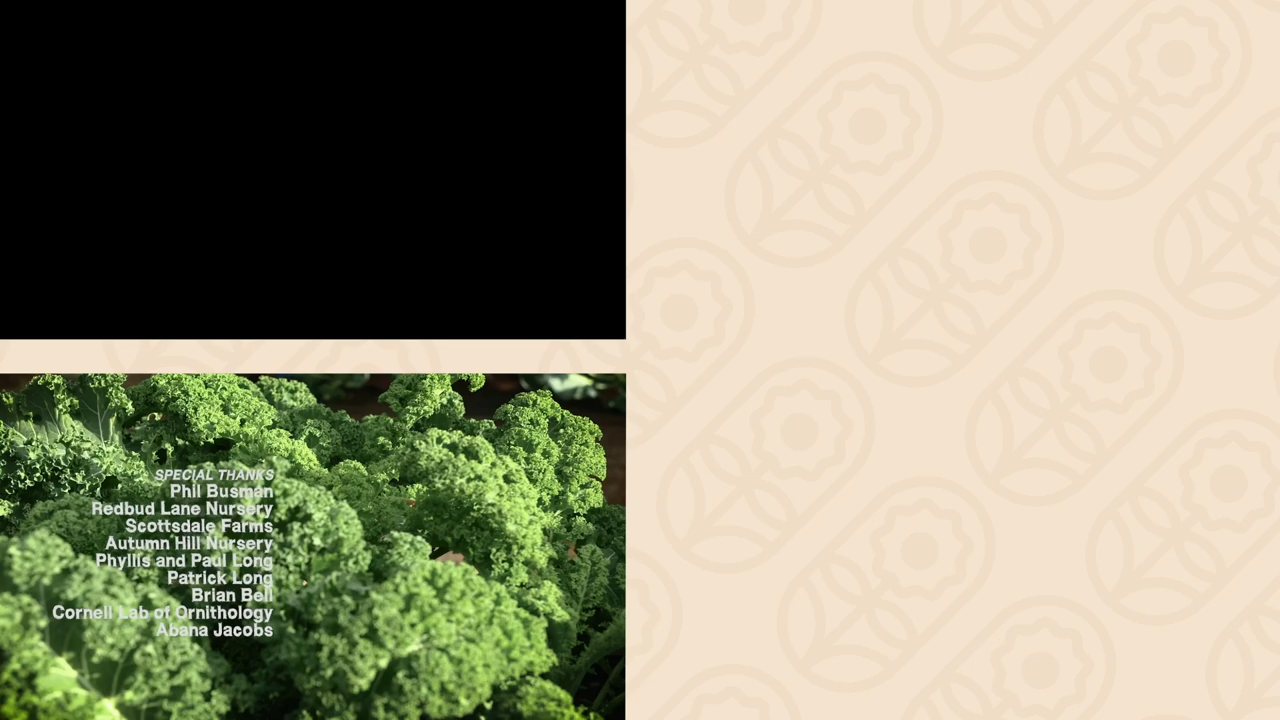 SPECIAL THANKS
Phil Busman
Redbud Lane Nursery
Scottsdale Farms
Autumn Hill Nursery
Phyllis and Paul Long
Patrick Long
Brian Bell
Cornell Lab of Ornithology
Abana Jacobs